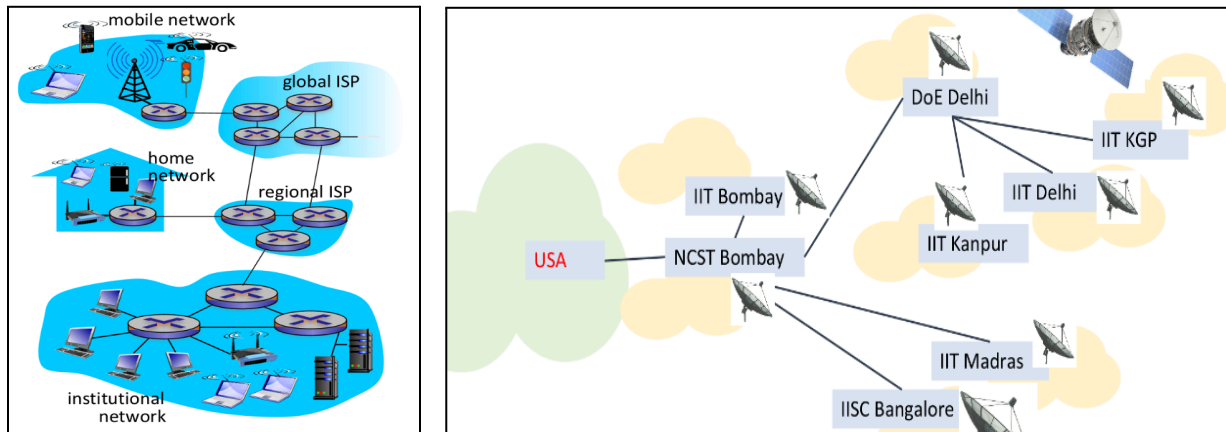 mobile network
global ISP
home
network
regional ISP
institutional
network
DoE Delhi
IIT KGP
IIT Bombay
IIT Delhi
IIT Kanpur
USA
NCST Bombay
IIT Madras
IISC Bangalore